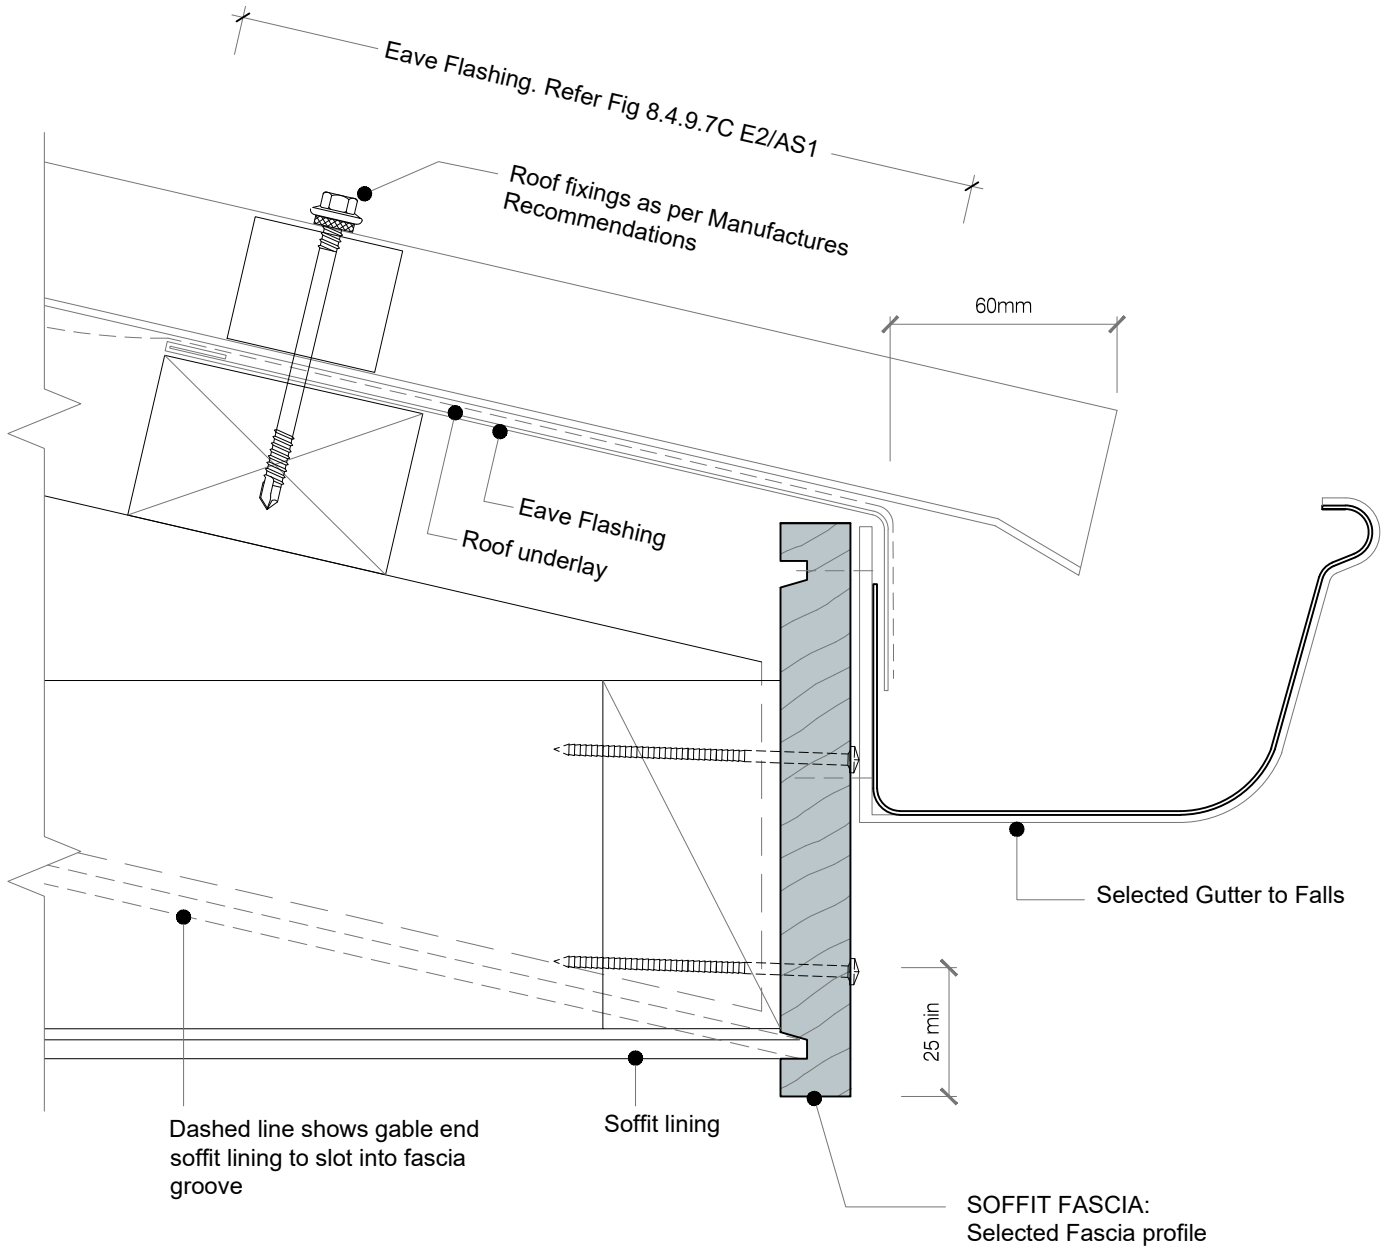 Eave Flashing. Refer Fig 8.4.9.7C E2/AS1
Roof fixings as per Manufactures
Recommendations
60mm
Eave Flashing
Roof underlay
Selected Gutter to Falls
25 min
Soffit lining
Dashed line shows gable end
soffit lining to slot into fascia
groove
SOFFIT FASCIA:
Selected Fascia profile